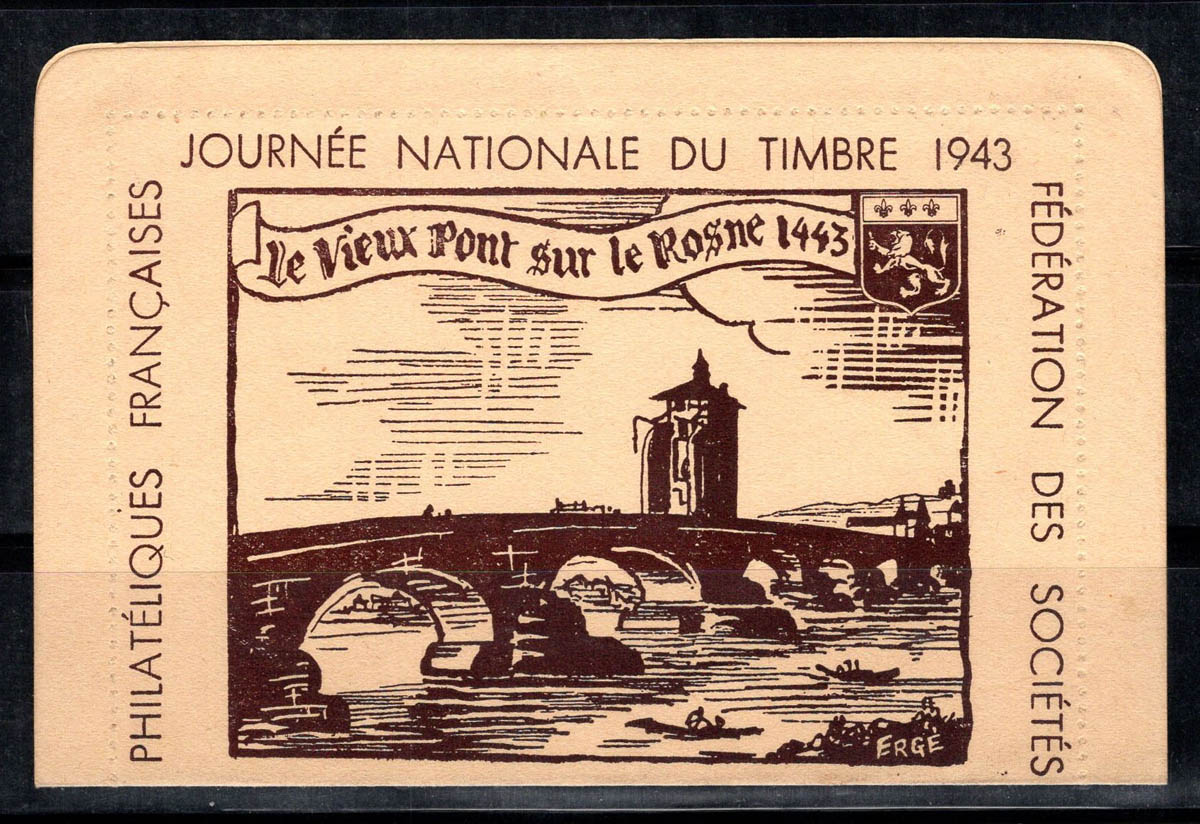 JOURNÉE NATIONALE DU TIMBRE 1943
FÉDÉRATION DES SOCIÉTÉS
PHILATÉLIQUES FRANÇAISES
Le Vieux Pont sur le Rosne 1443
ERGÉ